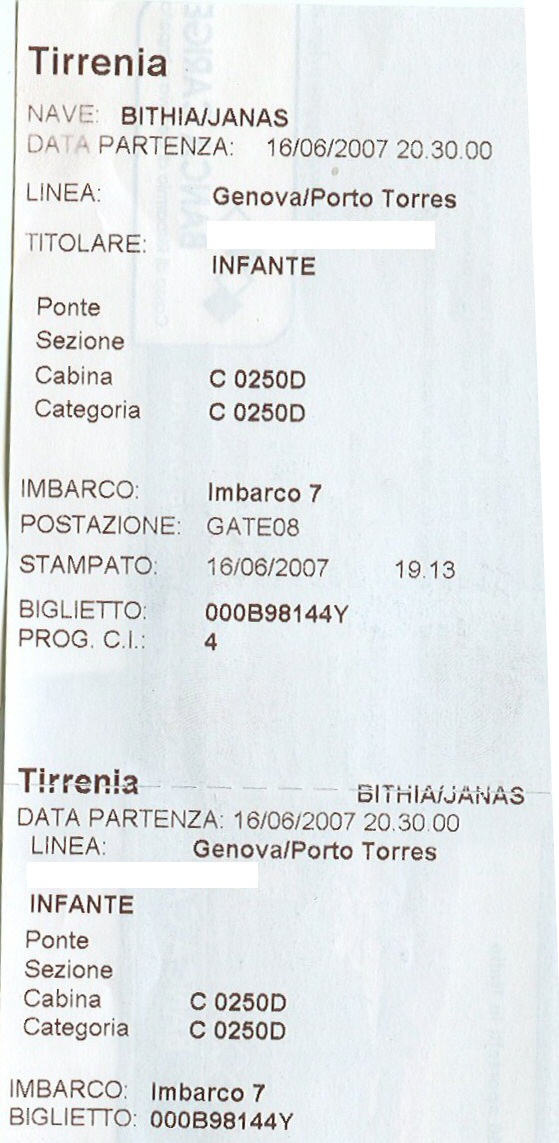 Tirrenia
NAVE: BITHIA/JANAS
DATA PARTENZA: 16/06/2007 20.30.00
LINEA: Genova/Porto Torres
TITOLARE:
INFANTE
Ponte
Sezione
Cabina C 0250D
Categoria C 0250D
IMBARCO: Imbarco 7
POSTAZIONE: GATE08
STAMPATO: 16/06/2007 19.13
BIGLIETTO: 000B98144Y
PROG. C.I.: 4
Tirrenia BITHIA/JANAS
DATA PARTENZA: 16/06/2007 20.30.00
LINEA: Genova/Porto Torres
INFANTE
Ponte
Sezione
Cabina C 0250D
Categoria C 0250D
IMBARCO: Imbarco 7
BIGLIETTO: 000B98144Y